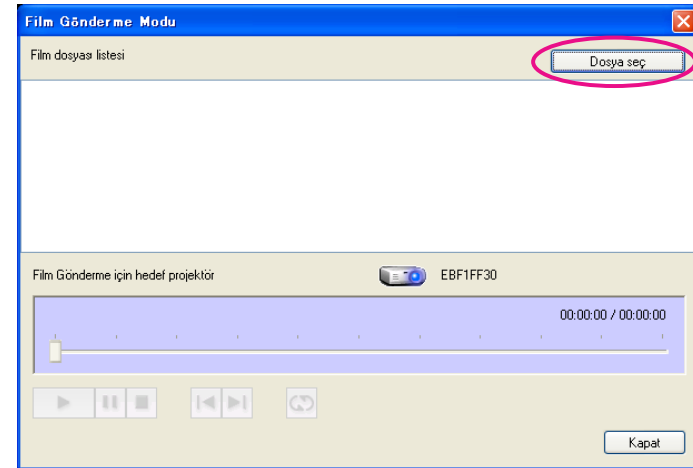 Film Gönderme Modu
Film dosyası listesi
Dosya seç
Film Gönderme için hedef projektör
EBF1FF30
00:00:00 / 00:00:00
Kapat